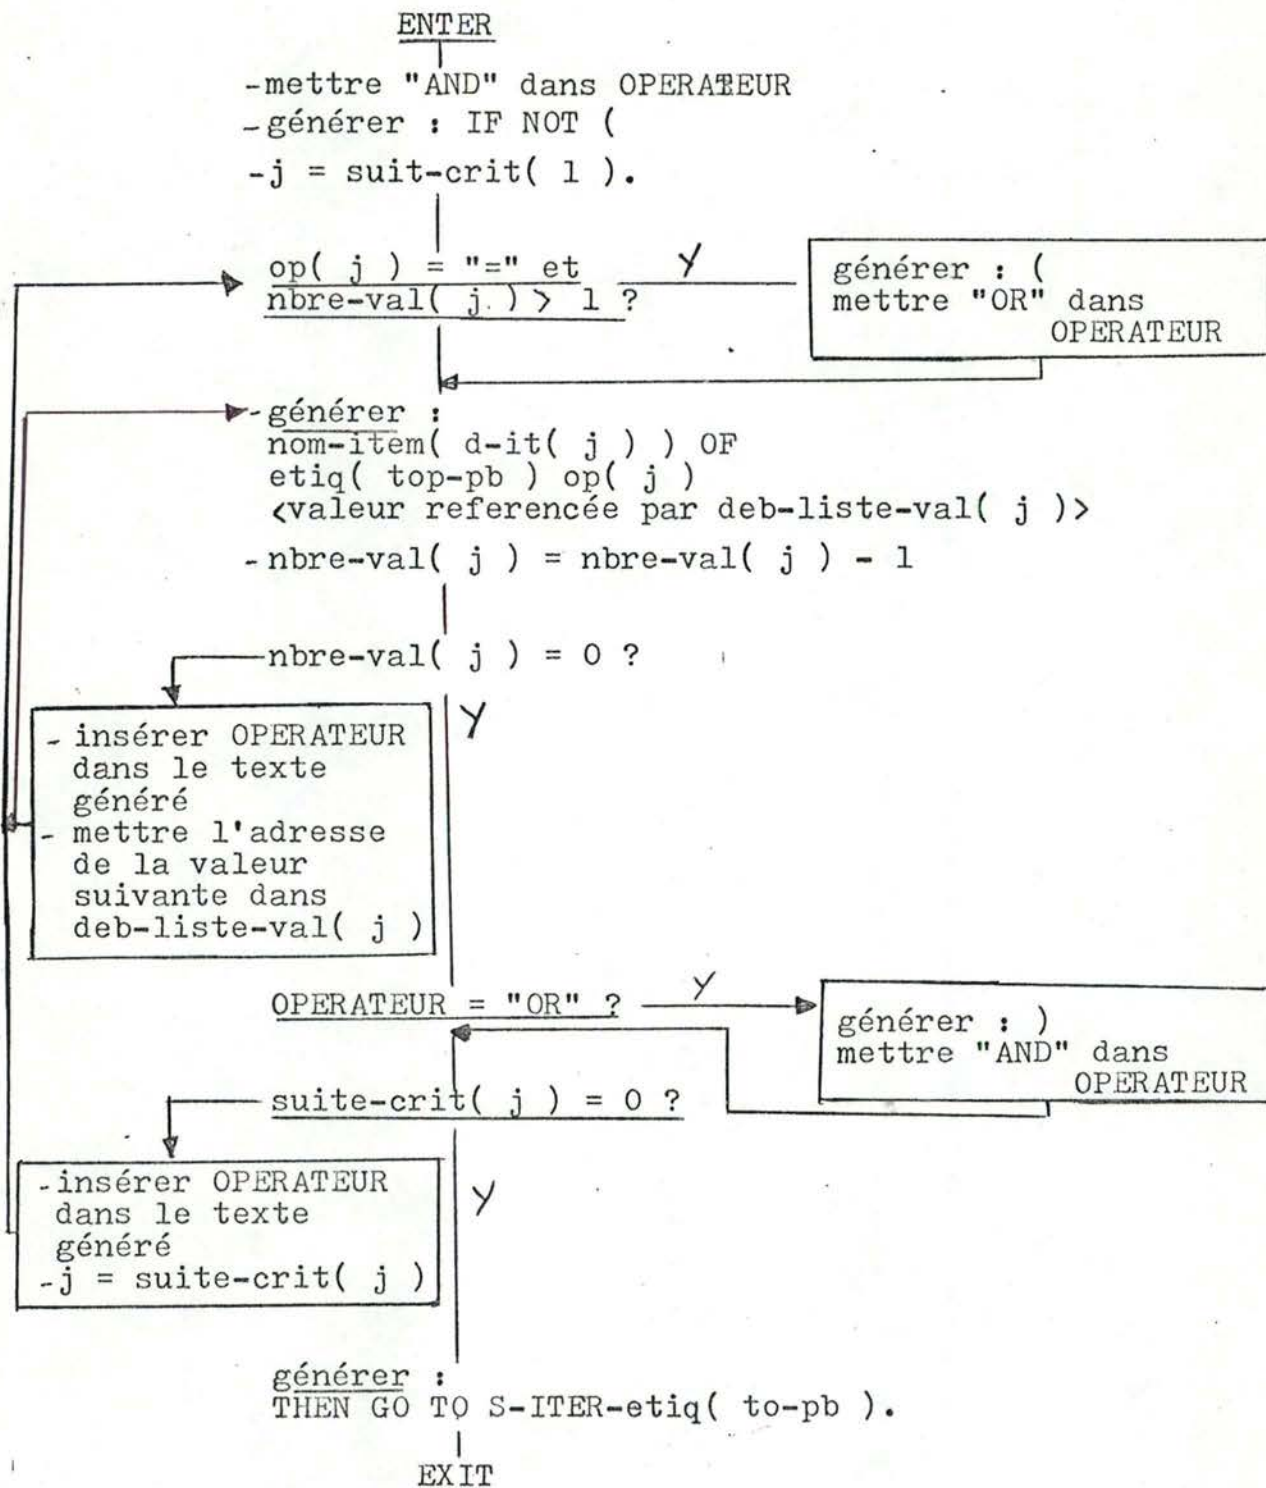 ENTER
-mettre "AND" dans OPERATEUR
-générer : IF NOT (
-j = suit-crit( 1 ).
op( j ) = "=" et
nbre-val( j ) > 1 ?
Y
générer : (
mettre "OR" dans
OPERATEUR
-générer :
nom-item( d-it( j ) ) OF
etiq( top-pb ) op( j )
<valeur referencée par deb-liste-val( j )>
-nbre-val( j ) = nbre-val( j ) - 1
nbre-val( j ) = 0 ?
Y
- insérer OPERATEUR
dans le texte
généré
- mettre l'adresse
de la valeur
suivante dans
deb-liste-val( j )
OPERATEUR = "OR" ?
Y
générer : )
mettre "AND" dans
OPERATEUR
suite-crit( j ) = 0 ?
Y
-insérer OPERATEUR
dans le texte
généré
-j = suite-crit( j )
générer :
THEN GO TO S-ITER-etiq( to-pb ).
EXIT